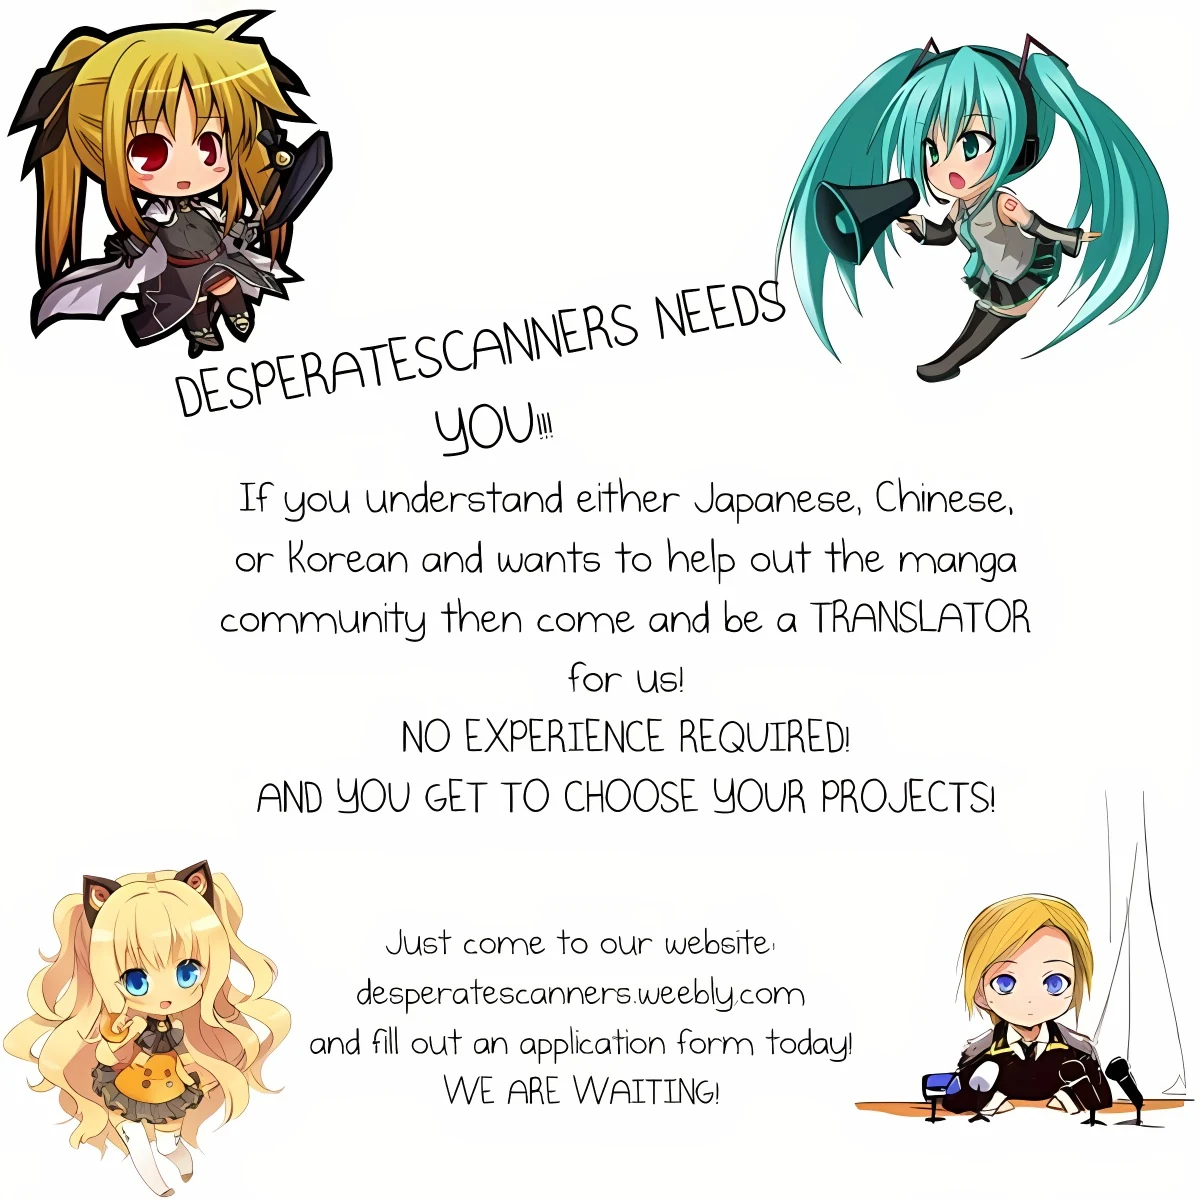 DESPERATESCANNERS NEEDS
YOU!!!
If you understand either Japanese, Chinese,
or Korean and wants to help out the manga
community then come and be a TRANSLATOR
for us!
NO EXPERIENCE REQUIRED!
AND YOU GET TO CHOOSE YOUR PROJECTS!
Just come to our website:
desperatescanners.weebly.com
and fill out an application form today!
WE ARE WAITING!